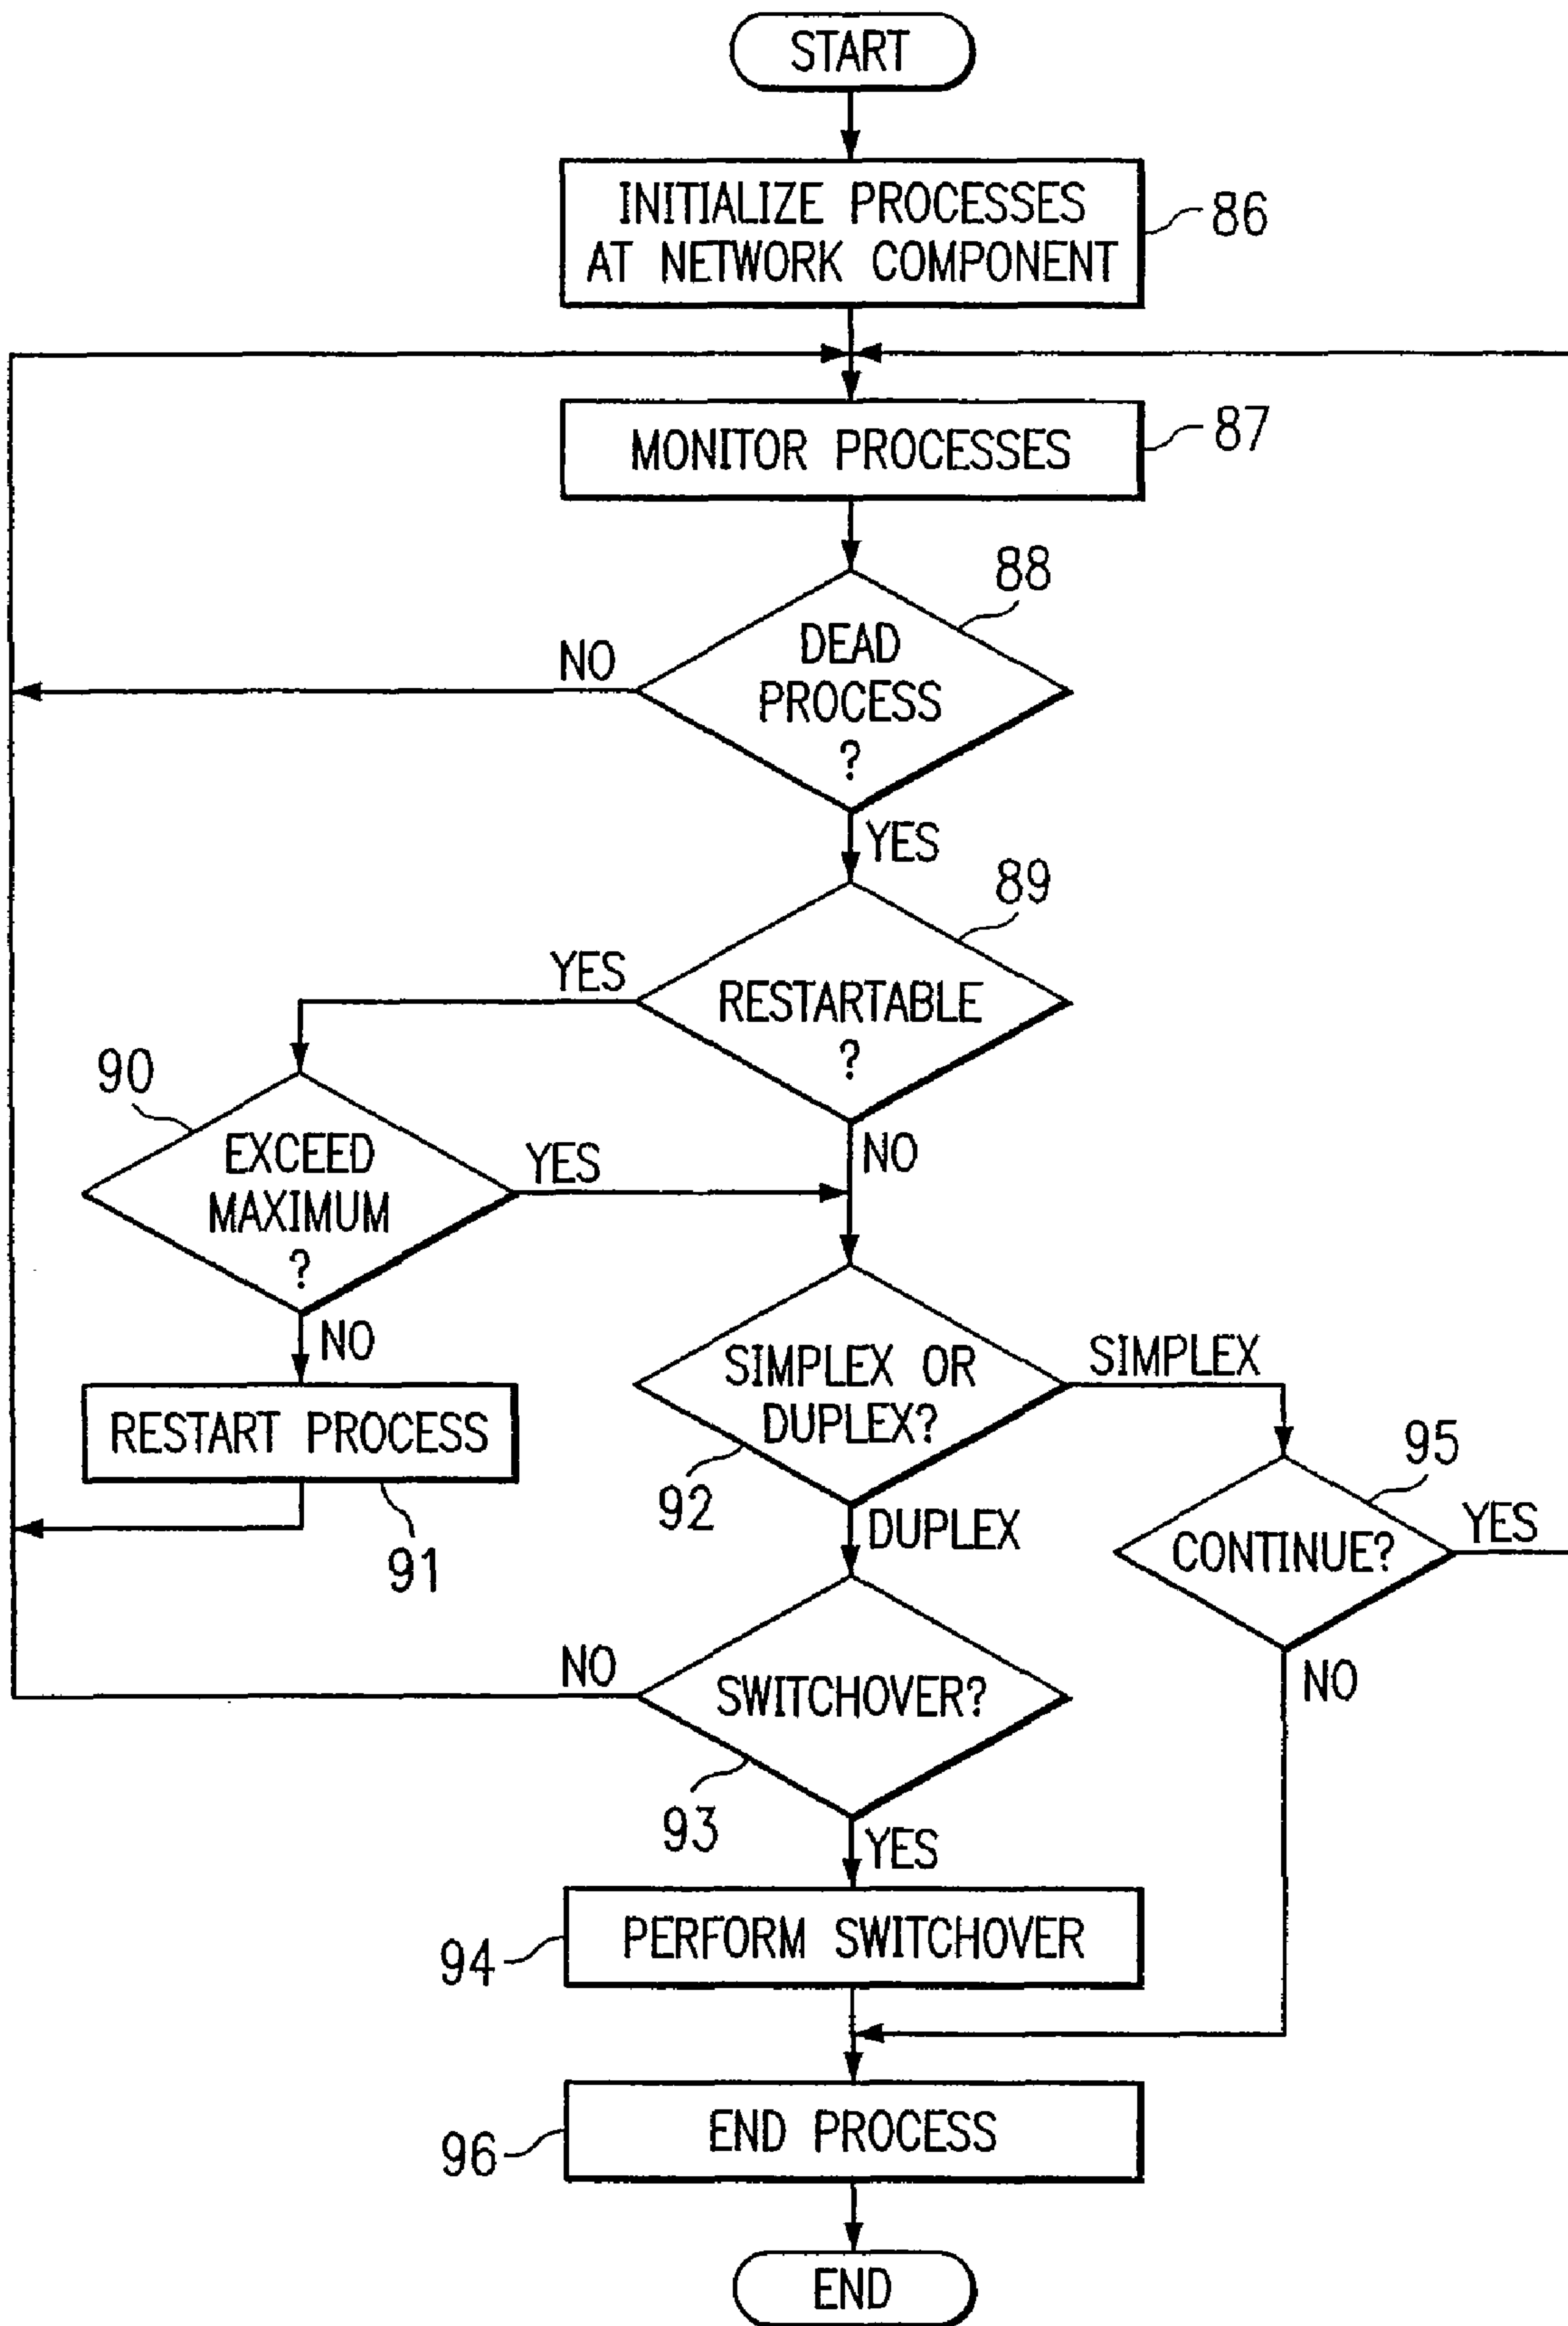 START
INITIALIZE PROCESSES
AT NETWORK COMPONENT
86
MONITOR PROCESSES
87
88
DEAD
PROCESS
?
NO
YES
89
RESTARTABLE
?
YES
NO
90
EXCEED
MAXIMUM
?
YES
NO
RESTART PROCESS
91
SIMPLEX OR
DUPLEX?
92
SIMPLEX
DUPLEX
95
CONTINUE?
YES
NO
SWITCHOVER?
93
NO
YES
PERFORM SWITCHOVER
94
END PROCESS
96
END